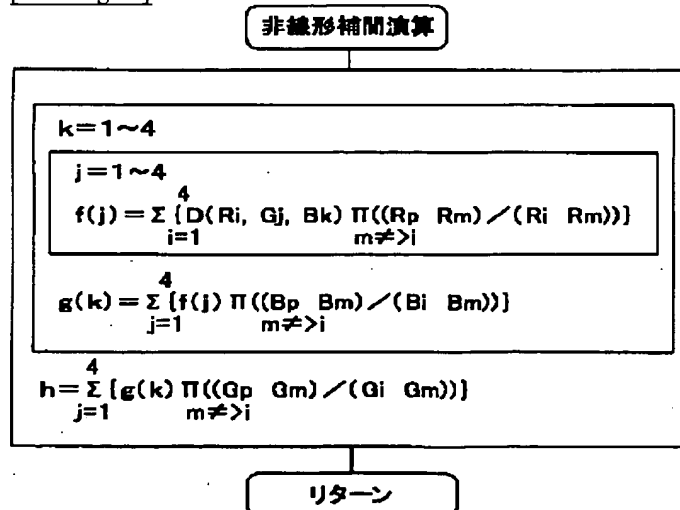 非線形補間演算
k=1~4
j=1~4
4
f(j)=Σ{D(Ri, Gj, Bk) Π((Rp Rm)/(Ri Rm))}
i=1 m≠>i
4
g(k)=Σ{f(j) Π((Bp Bm)/(Bi Bm))}
j=1 m≠>i
4
h=Σ{g(k) Π((Gp Gm)/(Gi Gm))}
j=1 m≠>i
リターン